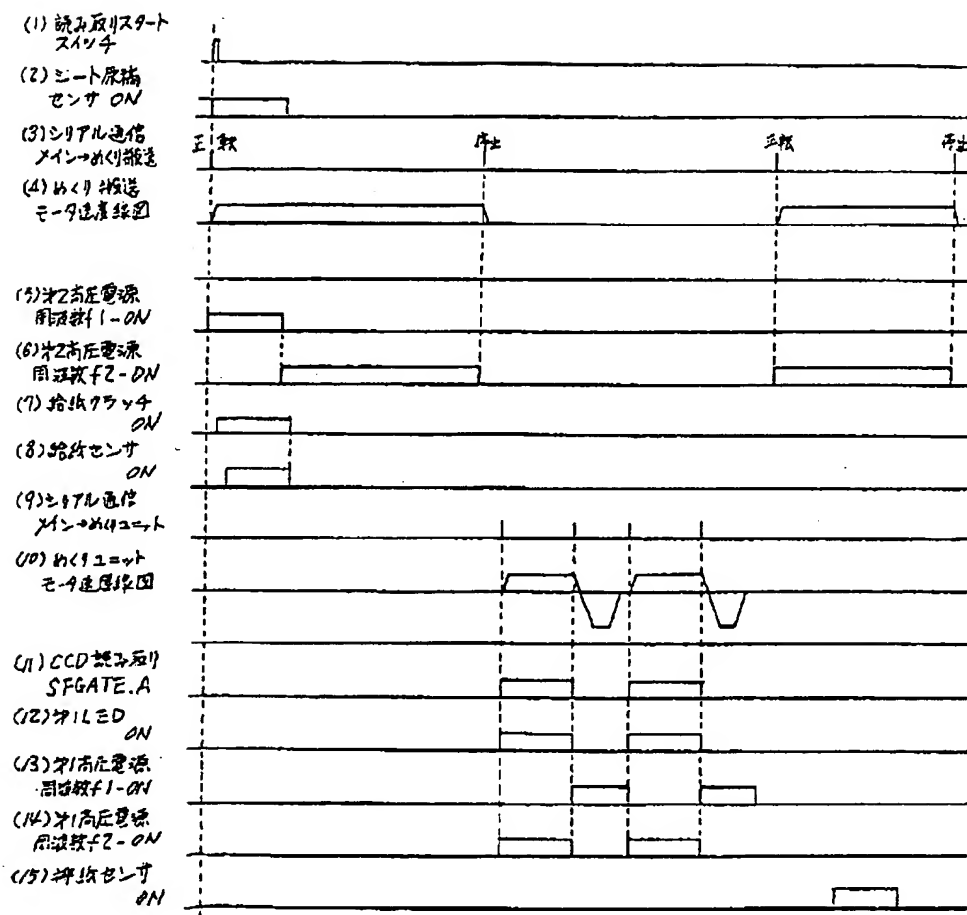 (1) 読み取りスタート
スイッチ
(2) シート原稿
センサ ON
(3) シリアル通信
メイン→めくり搬送
正転 停止 正転 停止
(4) めくり搬送
モータ速度線図
(5) 第2高圧電源
周波数f1-ON
(6) 第2高圧電源
周波数f2-ON
(7) 給紙クラッチ
ON
(8) 給紙センサ
ON
(9) シリアル通信
メイン→めくりユニット
(10) めくりユニット
モータ速度線図
(11) CCD読み取り
SFGATE.A
(12) 第1LED
ON
(13) 第1高圧電源
周波数f1-ON
(14) 第1高圧電源
周波数f2-ON
(15) 排紙センサ
ON